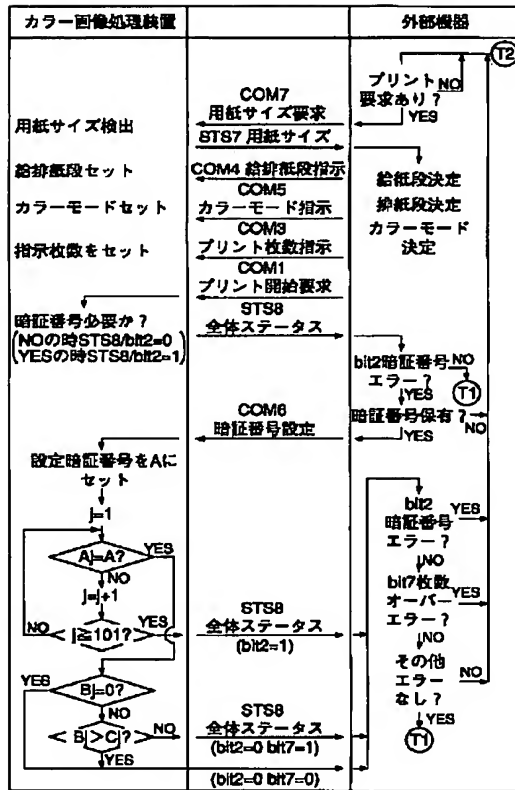 カラー画像処理装置
外部機器
T2
プリント
要求あり?
NO
YES
COM7
用紙サイズ要求
用紙サイズ検出
STS7 用紙サイズ
給排紙段セット
COM4 給排紙段指示
給紙段決定
排紙段決定
カラーモードセット
COM5
カラーモード指示
カラーモード
決定
指示枚数をセット
COM3
プリント枚数指示
COM1
プリント開始要求
暗証番号必要か?
(NOの時STS8/bit2=0
YESの時STS8/bit2=1)
STS8
全体ステータス
bit2暗証番号
エラー?
NO
T1
YES
暗証番号保有?
NO
YES
COM6
暗証番号設定
設定暗証番号をAに
セット
j=1
Aj=A?
YES
NO
j=j+1
j≧101?
NO
YES
STS8
全体ステータス
(bit2=1)
bit2
暗証番号
エラー?
YES
NO
bit7枚数
オーバー
エラー?
YES
NO
その他
エラー
なし?
NO
YES
T1
Bj=0?
YES
NO
Bj>Cj?
NO
YES
STS8
全体ステータス
(bit2=0 bit7=1)
(bit2=0 bit7=0)